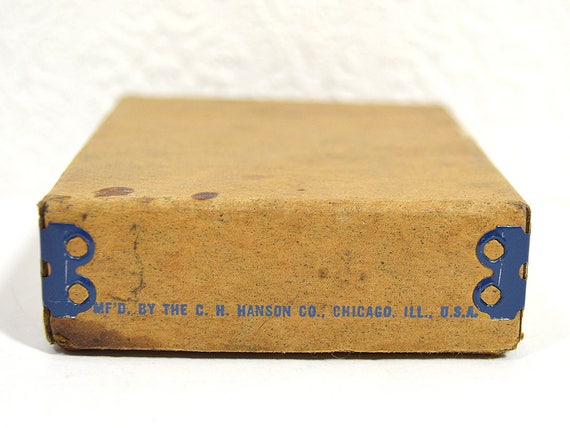 MF'D. BY THE C. H. HANSON CO., CHICAGO. ILL., U.S.A.